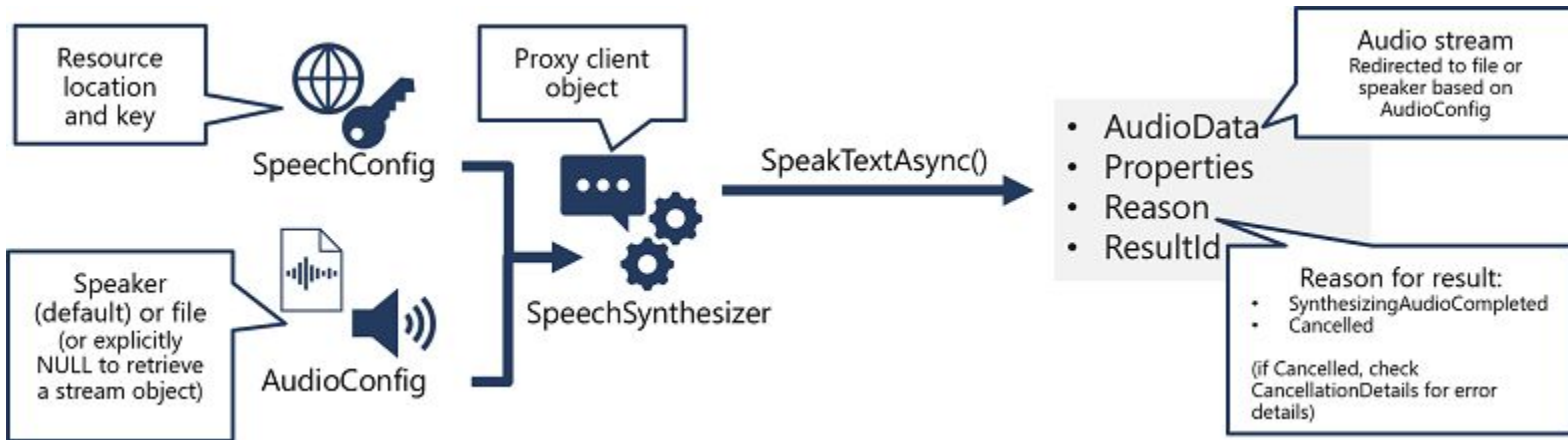 Resource
location
and key
SpeechConfig
Speaker
(default) or file
(or explicitly
NULL to retrieve
a stream object)
AudioConfig
Proxy client
object
SpeechSynthesizer
SpeakTextAsync()
• AudioData
• Properties
• Reason
• ResultId
Audio stream
Redirected to file or
speaker based on
AudioConfig
Reason for result:
• SynthesizingAudioCompleted
• Cancelled
(if Cancelled, check
CancellationDetails for error
details)